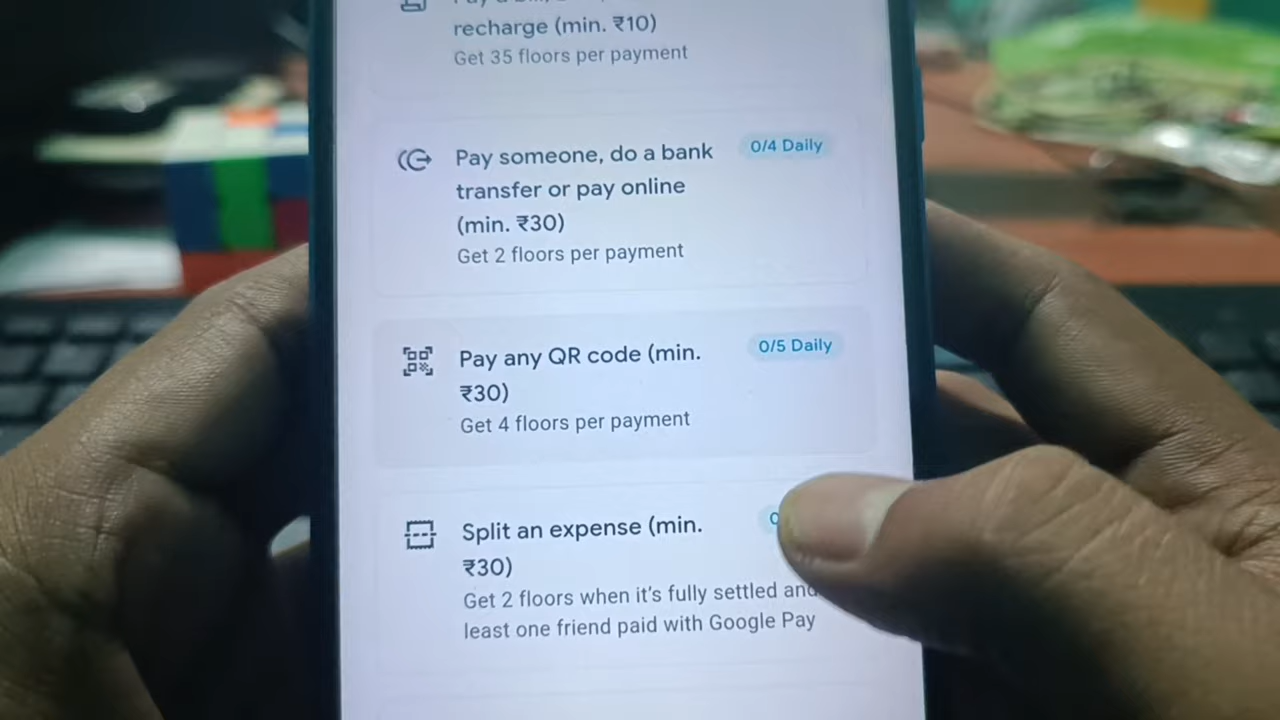 recharge (min. ₹10)
Get 35 floors per payment
Pay someone, do a bank
transfer or pay online
(min. ₹30)
Get 2 floors per payment
0/4 Daily
Pay any QR code (min.
₹30)
Get 4 floors per payment
0/5 Daily
Split an expense (min.
₹30)
Get 2 floors when it's fully settled and
least one friend paid with Google Pay